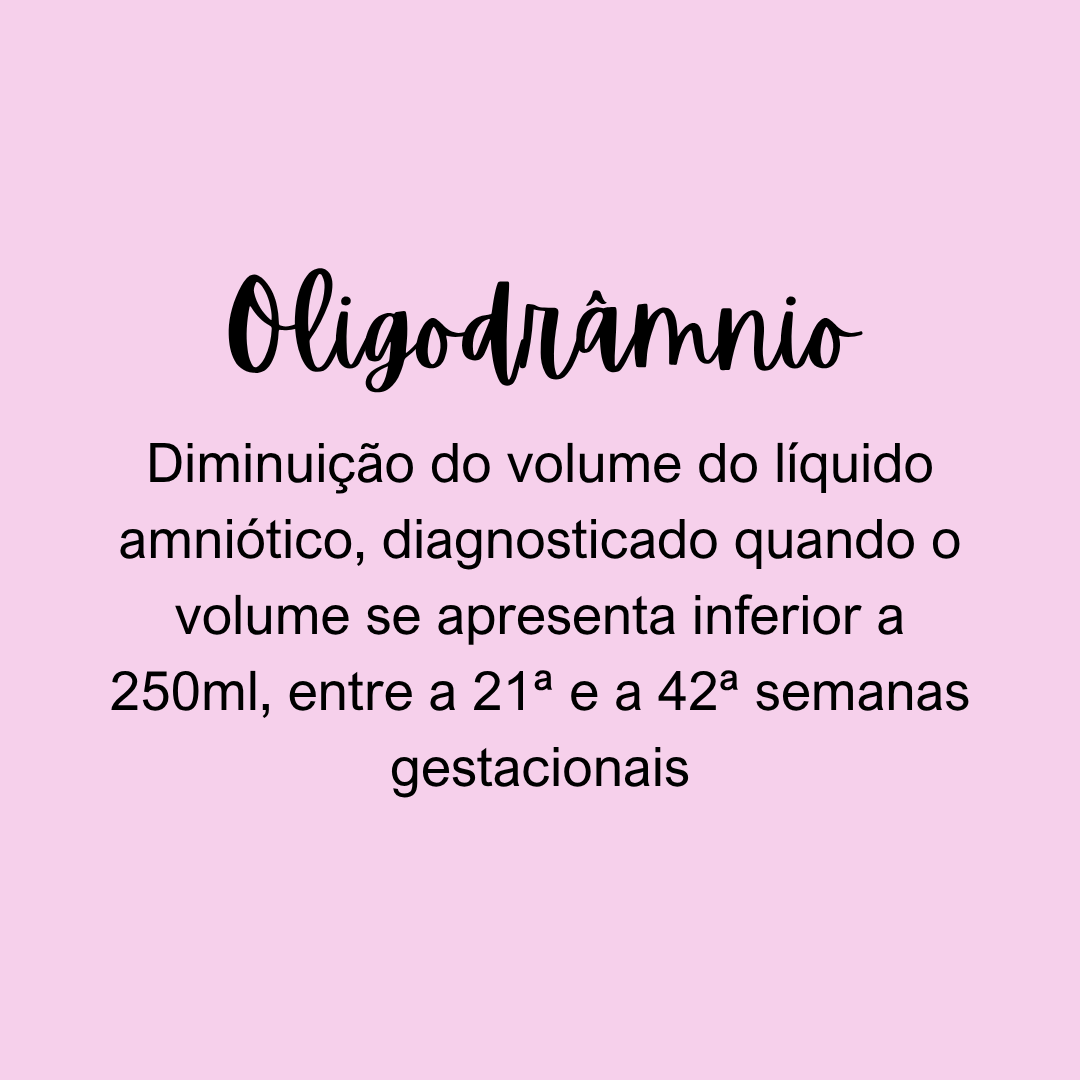 Oligodrâmnio
Diminuição do volume do líquido
amniótico, diagnosticado quando o
volume se apresenta inferior a
250ml, entre a 21ª e a 42ª semanas
gestacionais